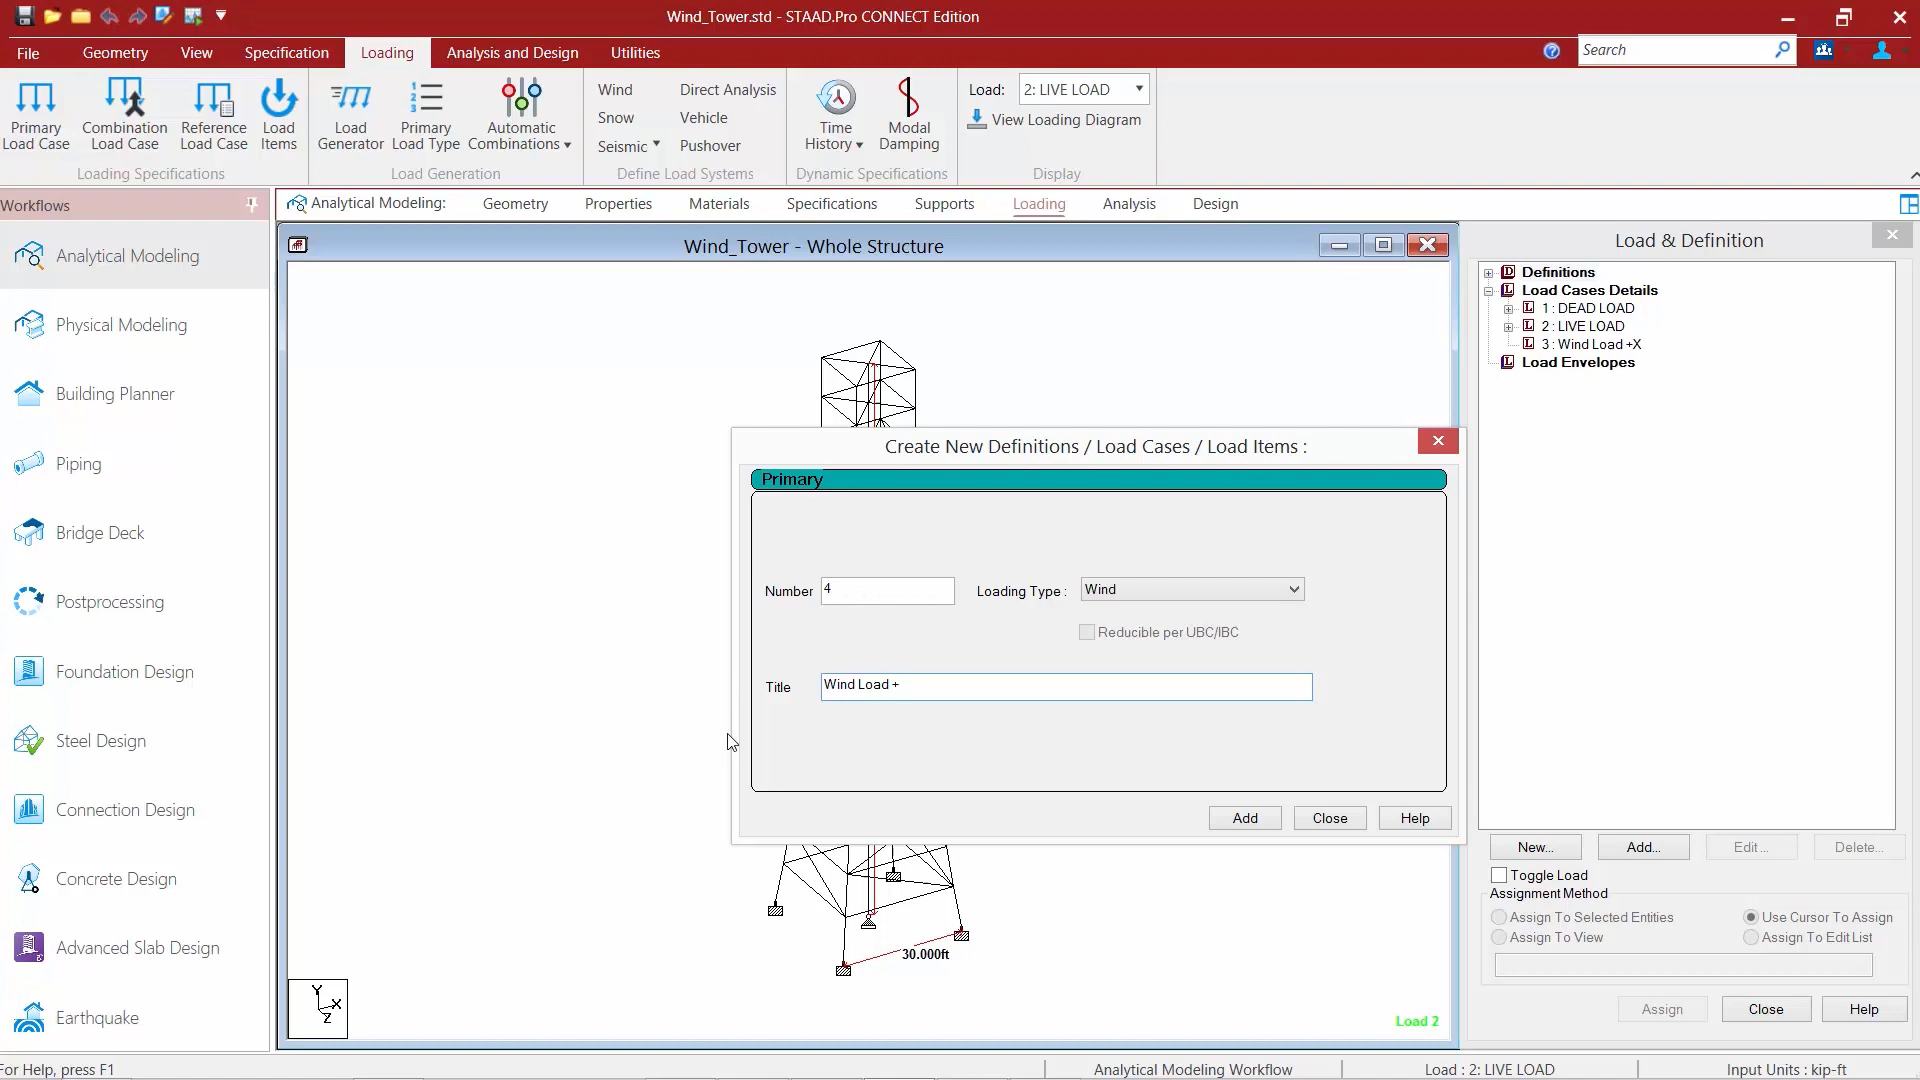 Wind_Tower.std - STAAD.Pro CONNECT Edition
File Geometry View Specification Loading Analysis and Design Utilities Search
Primary Load Case
Combination Load Case
Reference Load Case
Load Items
Loading Specifications
Load Generator
1 2 3
Primary Load Type
Automatic Combinations
Load Generation
Wind Direct Analysis
Snow Vehicle
Seismic Pushover
Define Load Systems
Time History
Modal Damping
Dynamic Specifications
Load: 2: LIVE LOAD
View Loading Diagram
Display
Workflows
Analytical Modeling
Physical Modeling
Building Planner
Piping
Bridge Deck
Postprocessing
Foundation Design
Steel Design
Connection Design
Concrete Design
Advanced Slab Design
Earthquake
Analytical Modeling: Geometry Properties Materials Specifications Supports Loading Analysis Design
Wind_Tower - Whole Structure
30.000ft
Y
X
Z
Load 2
Create New Definitions / Load Cases / Load Items :
Primary
Number 4 Loading Type : Wind
Reducible per UBC/IBC
Title Wind Load +
Add Close Help
Load & Definition
D Definitions
L Load Cases Details
L 1 : DEAD LOAD
L 2 : LIVE LOAD
L 3 : Wind Load +X
L Load Envelopes
New... Add... Edit... Delete...
Toggle Load
Assignment Method
Assign To Selected Entities Use Cursor To Assign
Assign To View Assign To Edit List
Assign Close Help
For Help, press F1 Analytical Modeling Workflow Load : 2: LIVE LOAD Input Units : kip-ft